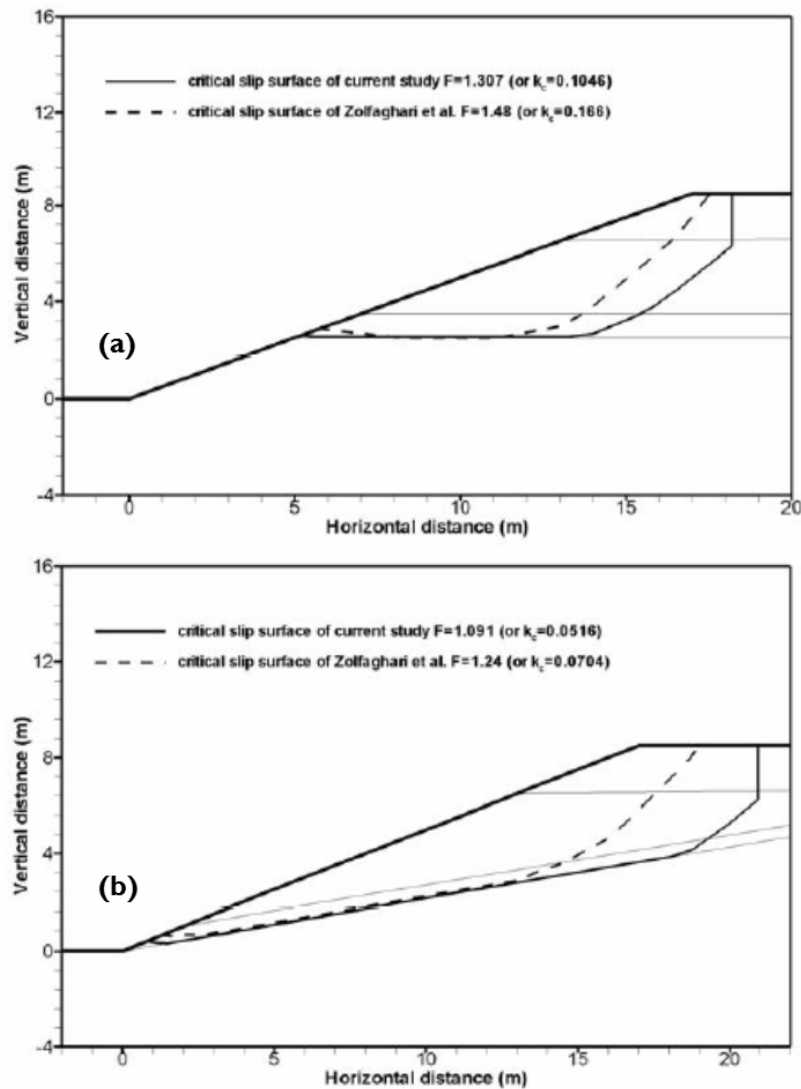 16
critical slip surface of current study F=1.307 (or kc=0.1046)
12
critical slip surface of Zolfaghari et al. F=1.48 (or kc=0.166)
8
Vertical distance (m)
4
(a)
0
-4
0 5 10 15 20
Horizontal distance (m)
16
critical slip surface of current study F=1.091 (or kc=0.0516)
12
critical slip surface of Zolfaghari et al. F=1.24 (or kc=0.0704)
8
Vertical distance (m)
4
(b)
0
-4
0 5 10 15 20
Horizontal distance (m)